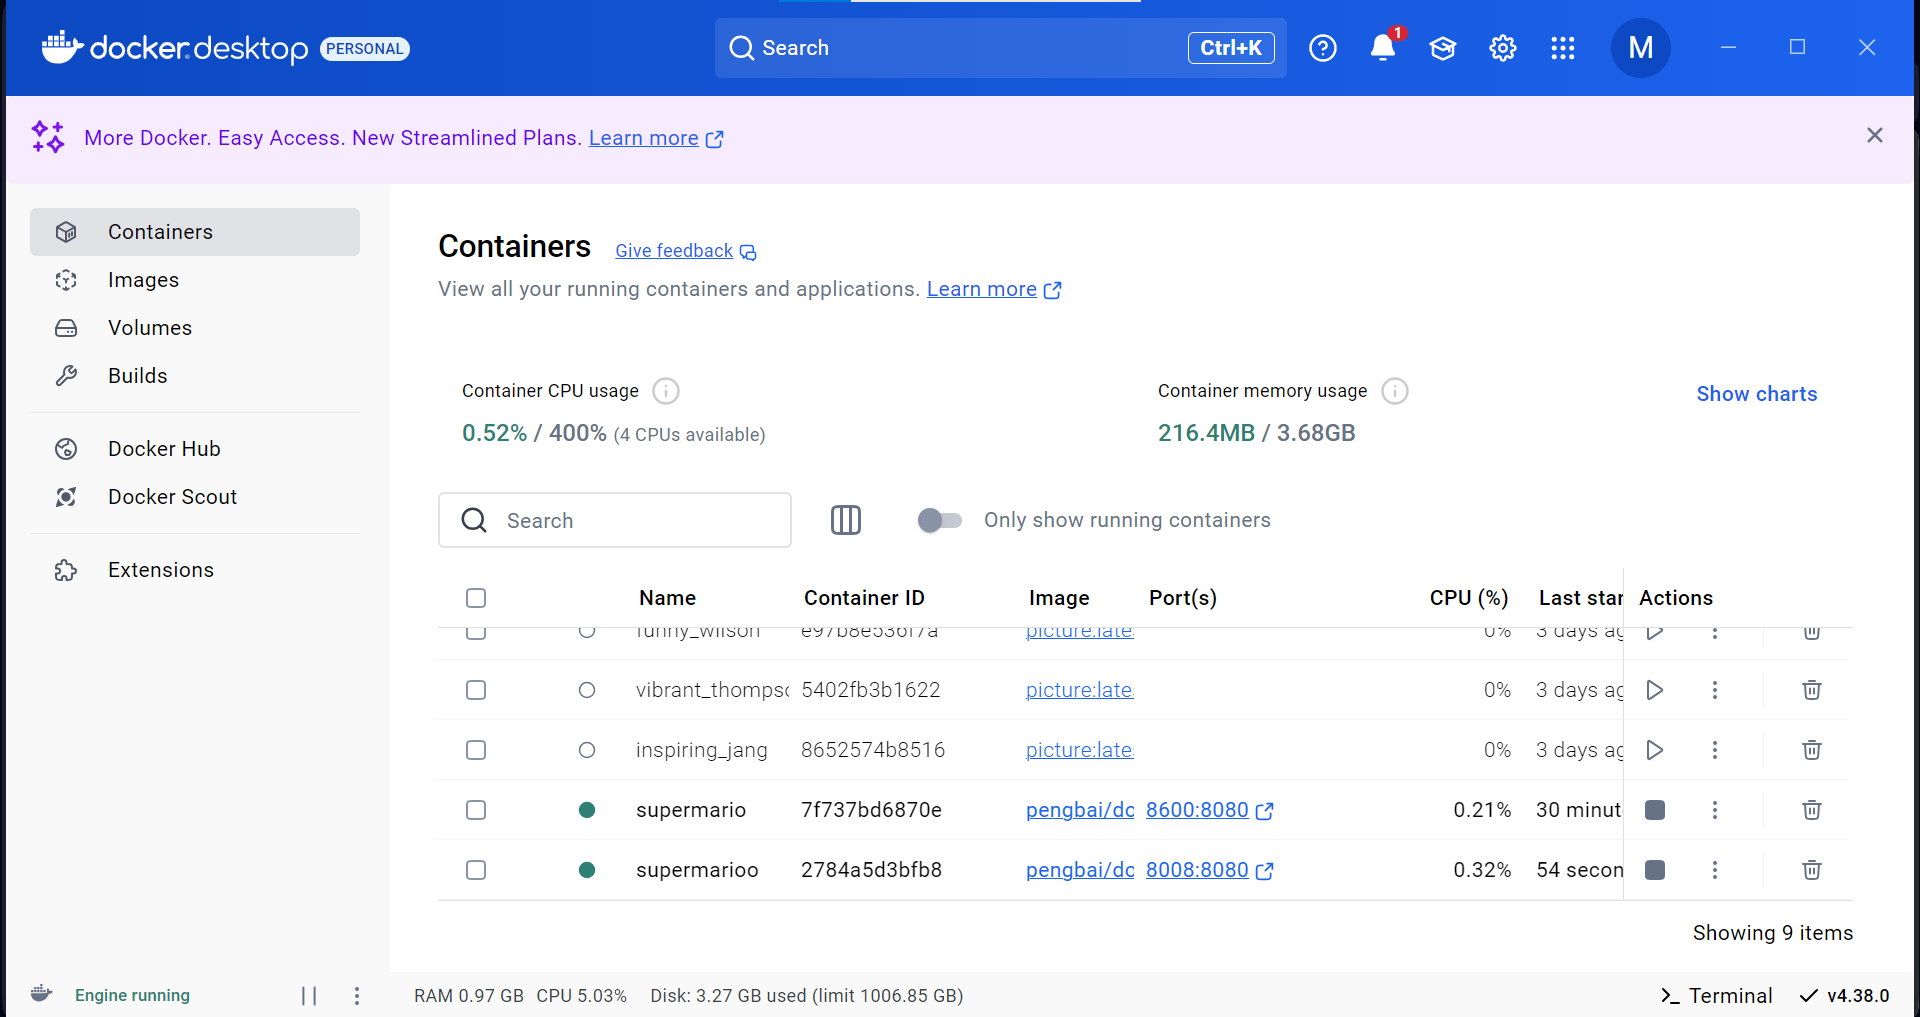 docker desktop PERSONAL
Search Ctrl+K
1
M
More Docker. Easy Access. New Streamlined Plans. Learn more
Containers
Images
Volumes
Builds
Docker Hub
Docker Scout
Extensions
Containers Give feedback
View all your running containers and applications. Learn more
Container CPU usage
0.52% / 400% (4 CPUs available)
Container memory usage
216.4MB / 3.68GB
Show charts
Search
Only show running containers
Name Container ID Image Port(s) CPU (%) Last star Actions
funny_wilson e97b8e536f7a picture:late 0% 3 days ag
vibrant_thompso 5402fb3b1622 picture:late 0% 3 days ag
inspiring_jang 8652574b8516 picture:late 0% 3 days ag
supermario 7f737bd6870e pengbai/do 8600:8080 0.21% 30 minut
supermarioo 2784a5d3bfb8 pengbai/do 8008:8080 0.32% 54 secon
Showing 9 items
Engine running
RAM 0.97 GB CPU 5.03% Disk: 3.27 GB used (limit 1006.85 GB)
Terminal v4.38.0